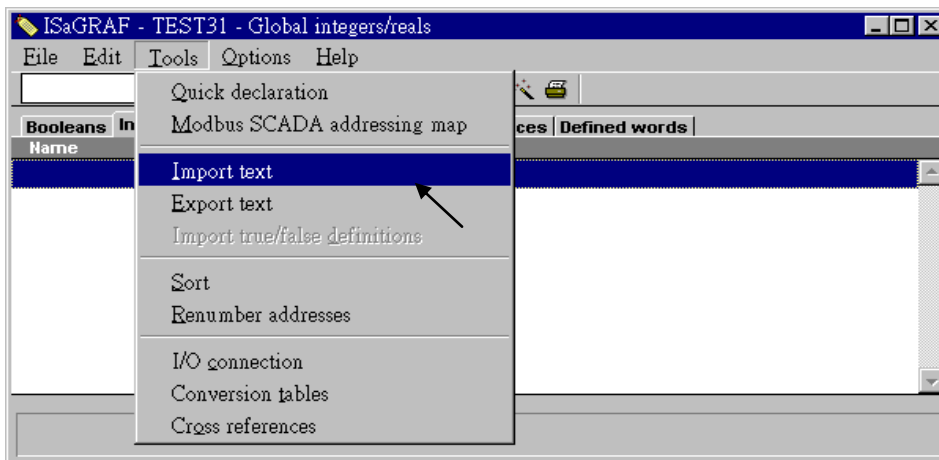 ISaGRAF - TEST31 - Global integers/reals
File Edit Tools Options Help
Quick declaration
Modbus SCADA addressing map
Booleans In ces Defined words
Name
Import text
Export text
Import true/false definitions
Sort
Renumber addresses
I/O connection
Conversion tables
Cross references